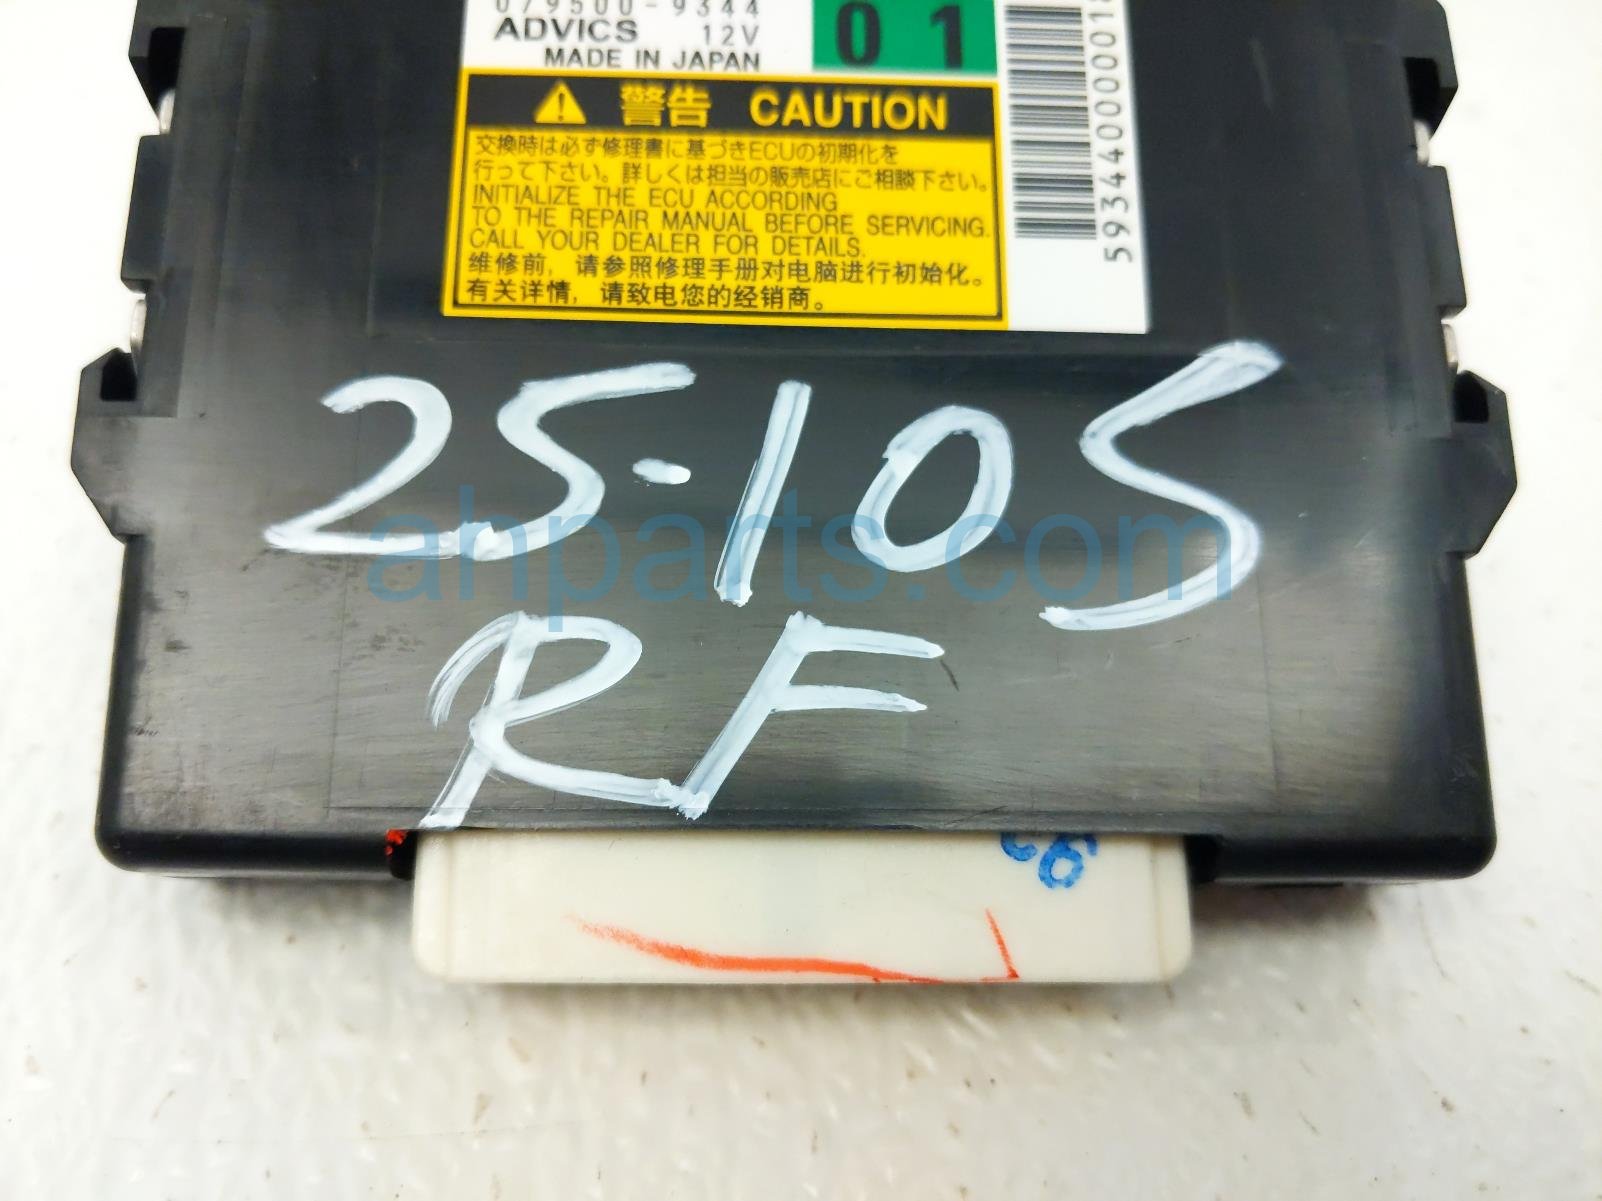 079500-9344
ADVICS 12V
MADE IN JAPAN
01
警告 CAUTION
交換時は必ず修理書に基づきECUの初期化を
行って下さい。詳しくは担当の販売店にご相談下さい。
INITIALIZE THE ECU ACCORDING
TO THE REPAIR MANUAL BEFORE SERVICING.
CALL YOUR DEALER FOR DETAILS.
维修前，请参照修理手册对电脑进行初始化。
有关详情，请致电您的经销商。
25-10S
RF
ahparts.com